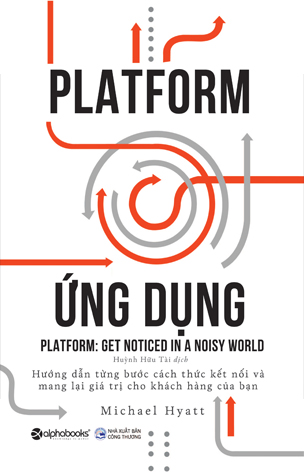 PLATFORM
ỨNG DỤNG
PLATFORM: GET NOTICED IN A NOISY WORLD
Huỳnh Hữu Tài dịch
Hướng dẫn từng bước cách thức kết nối và
mang lại giá trị cho khách hàng của bạn
Michael Hyatt
alphabooks
NHÀ XUẤT BẢN
CÔNG THƯƠNG